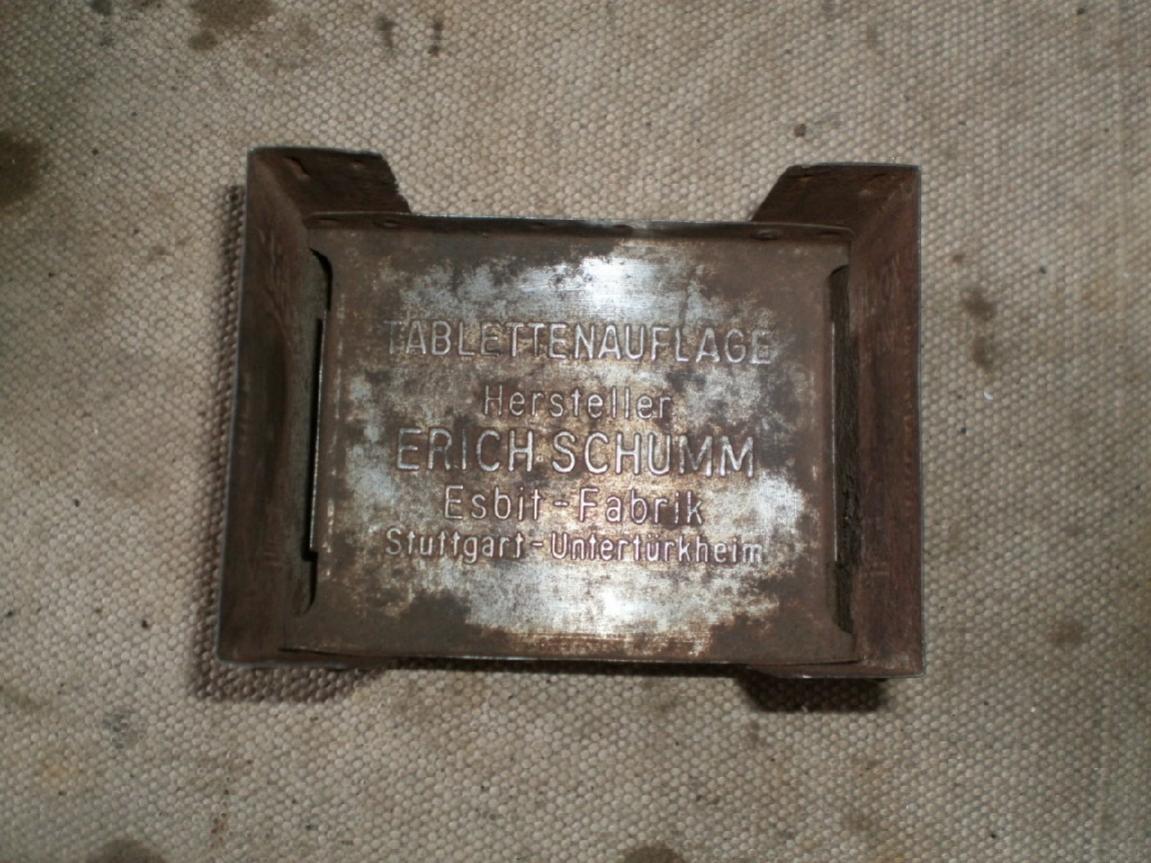 TABLETTENAUFLAGE
Hersteller
ERICH SCHUMM
Esbit-Fabrik
Stuttgart-Untertürkheim